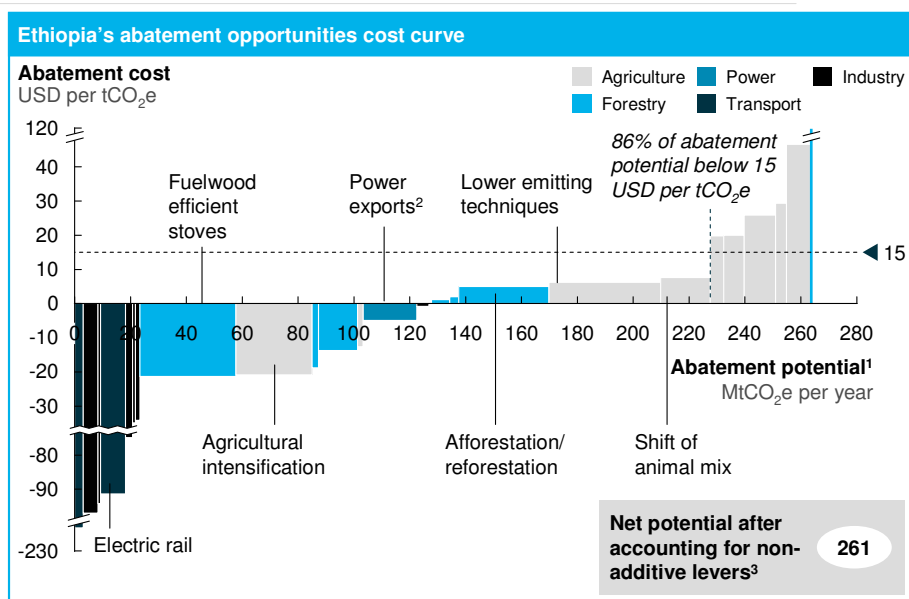 Ethiopia's abatement opportunities cost curve
Abatement cost
USD per tCO₂e
Agriculture
Power
Industry
Forestry
Transport
120
40
30
20
10
0
-10
-20
-30
-80
-90
-230
86% of abatement
potential below 15
USD per tCO₂e
Fuelwood
efficient
stoves
Power
exports²
Lower emitting
techniques
15
0 20 40 60 80 100 120 140 160 180 200 220 240 260 280
Abatement potential¹
MtCO₂e per year
Agricultural
intensification
Afforestation/
reforestation
Shift of
animal mix
Electric rail
Net potential after
accounting for non-
additive levers³
261